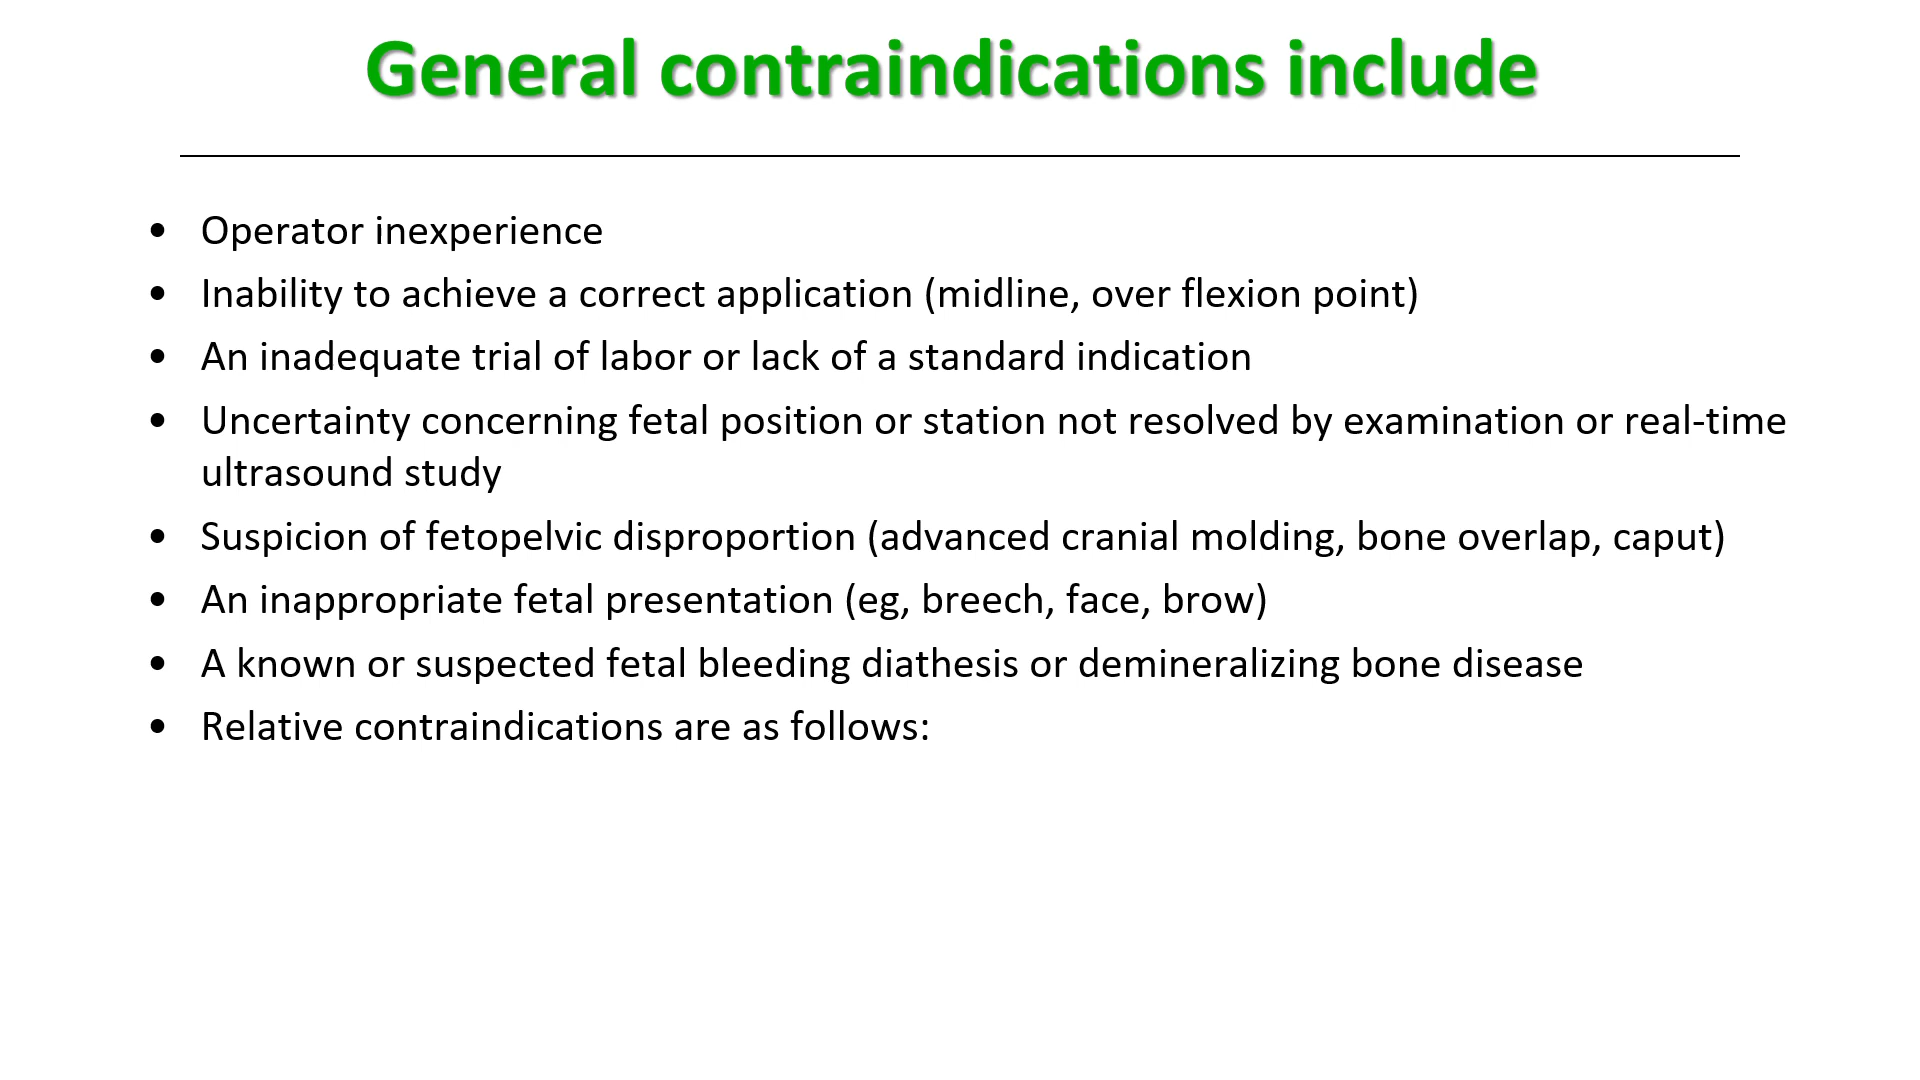 General contraindications include
• Operator inexperience
• Inability to achieve a correct application (midline, over flexion point)
• An inadequate trial of labor or lack of a standard indication
• Uncertainty concerning fetal position or station not resolved by examination or real-time
ultrasound study
• Suspicion of fetopelvic disproportion (advanced cranial molding, bone overlap, caput)
• An inappropriate fetal presentation (eg, breech, face, brow)
• A known or suspected fetal bleeding diathesis or demineralizing bone disease
• Relative contraindications are as follows: